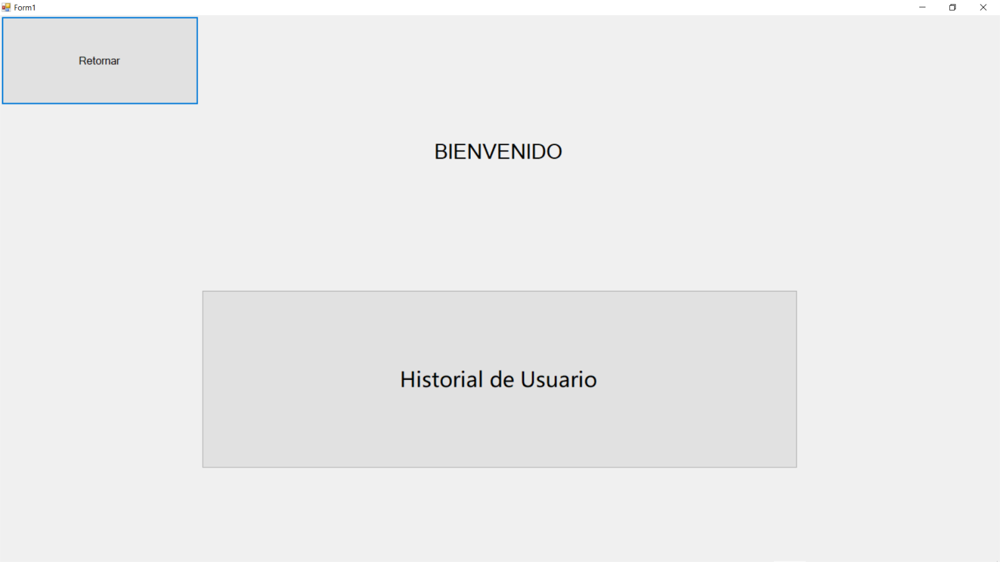 Form1
Retornar
BIENVENIDO
Historial de Usuario